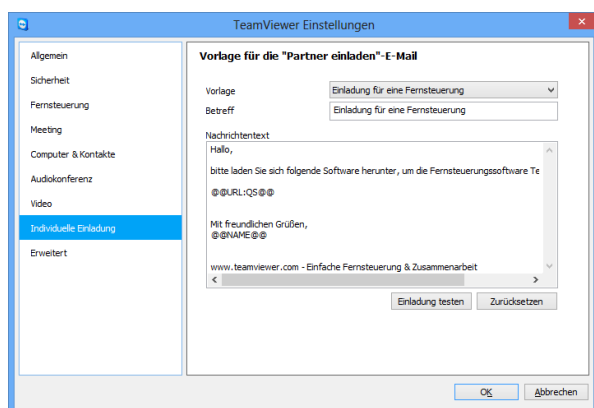 TeamViewer Einstellungen
Allgemein
Sicherheit
Fernsteuerung
Meeting
Computer & Kontakte
Audiokonferenz
Video
Individuelle Einladung
Erweitert
Vorlage für die "Partner einladen"-E-Mail
Vorlage
Einladung für eine Fernsteuerung
Betreff
Einladung für eine Fernsteuerung
Nachrichtentext
Hallo,
bitte laden Sie sich folgende Software herunter, um die Fernsteuerungssoftware Te
@@URL:QS@@
Mit freundlichen Grüßen,
@@NAME@@
www.teamviewer.com - Einfache Fernsteuerung & Zusammenarbeit
Einladung testen
Zurücksetzen
OK
Abbrechen